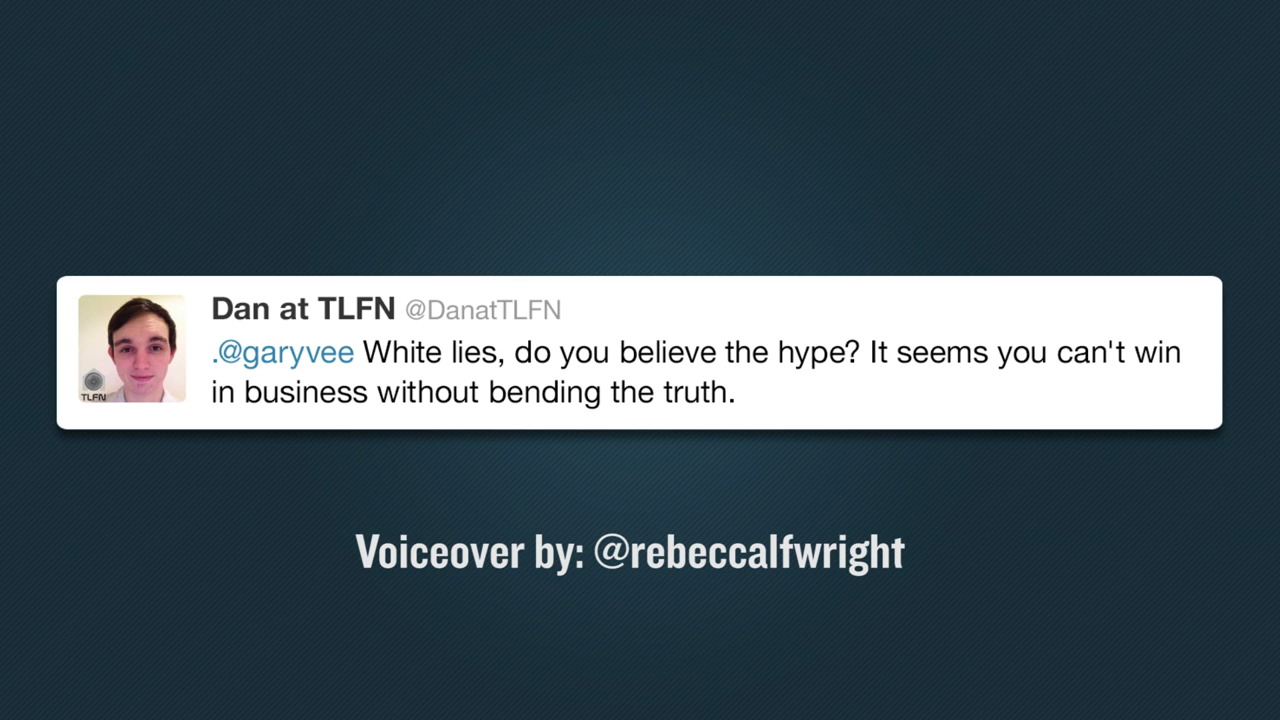 Dan at TLFN @DanatTLFN
.@garyvee White lies, do you believe the hype? It seems you can't win
in business without bending the truth.
TLFN
Voiceover by: @rebeccalfwright